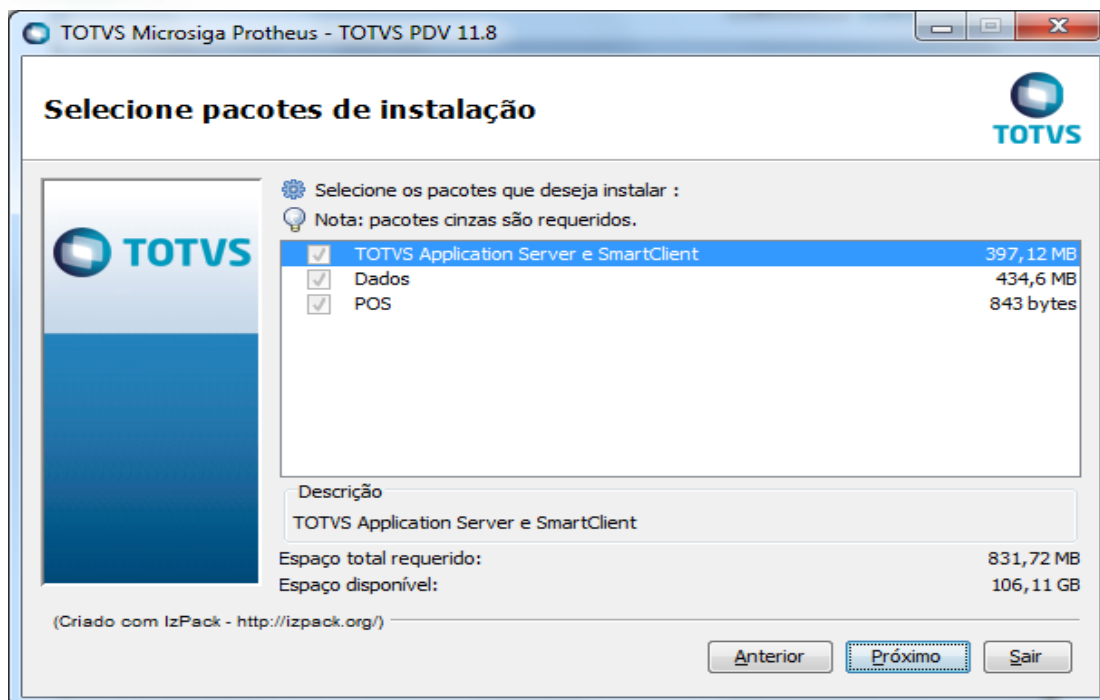 TOTVS Microsiga Protheus - TOTVS PDV 11.8
Selecione pacotes de instalação
TOTVS
TOTVS
Selecione os pacotes que deseja instalar :
Nota: pacotes cinzas são requeridos.
TOTVS Application Server e SmartClient 397,12 MB
Dados 434,6 MB
POS 843 bytes
Descrição
TOTVS Application Server e SmartClient
Espaço total requerido: 831,72 MB
Espaço disponível: 106,11 GB
(Criado com IzPack - http://izpack.org/)
Anterior Próximo Sair